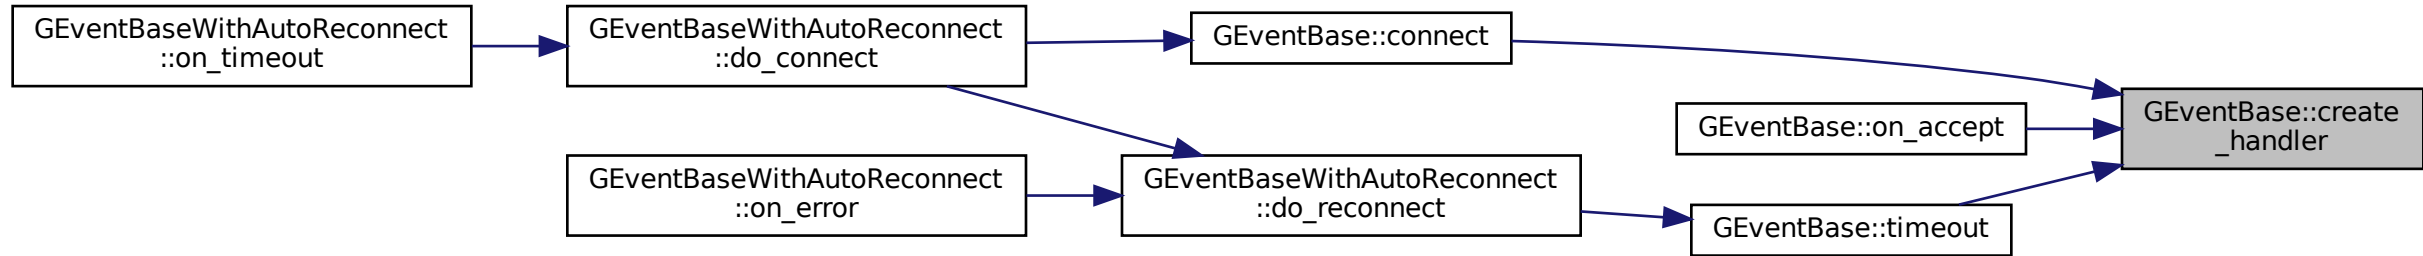 GEventBaseWithAutoReconnect
::on_timeout
GEventBaseWithAutoReconnect
::do_connect
GEventBase::connect
GEventBase::on_accept
GEventBase::create
_handler
GEventBaseWithAutoReconnect
::on_error
GEventBaseWithAutoReconnect
::do_reconnect
GEventBase::timeout